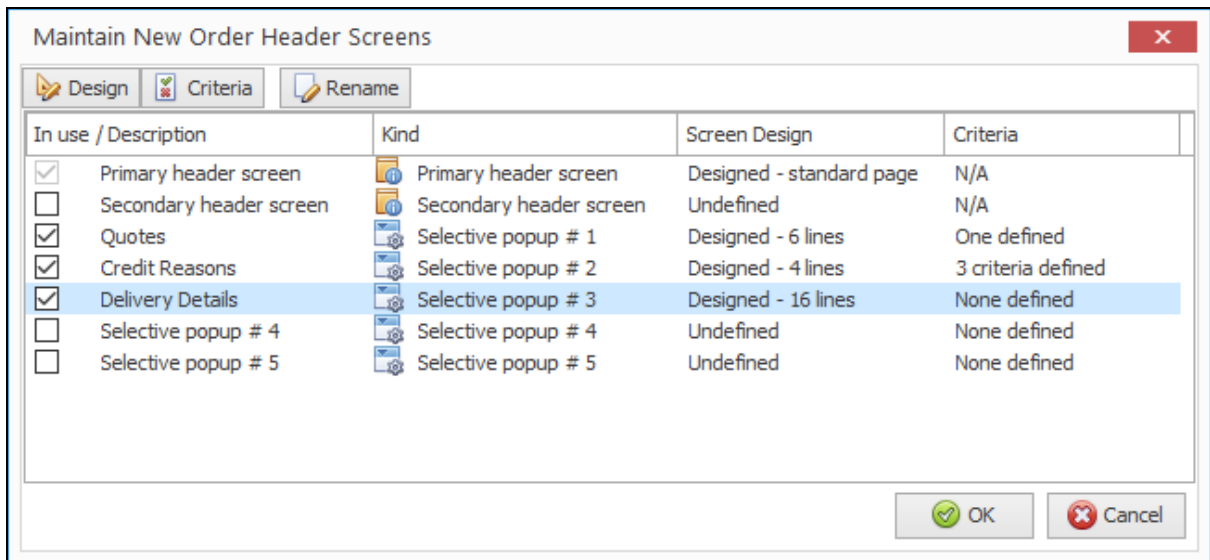 Maintain New Order Header Screens
Design Criteria Rename
In use / Description Kind Screen Design Criteria
Primary header screen Primary header screen Designed - standard page N/A
Secondary header screen Secondary header screen Undefined N/A
Quotes Selective popup # 1 Designed - 6 lines One defined
Credit Reasons Selective popup # 2 Designed - 4 lines 3 criteria defined
Delivery Details Selective popup # 3 Designed - 16 lines None defined
Selective popup # 4 Selective popup # 4 Undefined None defined
Selective popup # 5 Selective popup # 5 Undefined None defined
OK Cancel